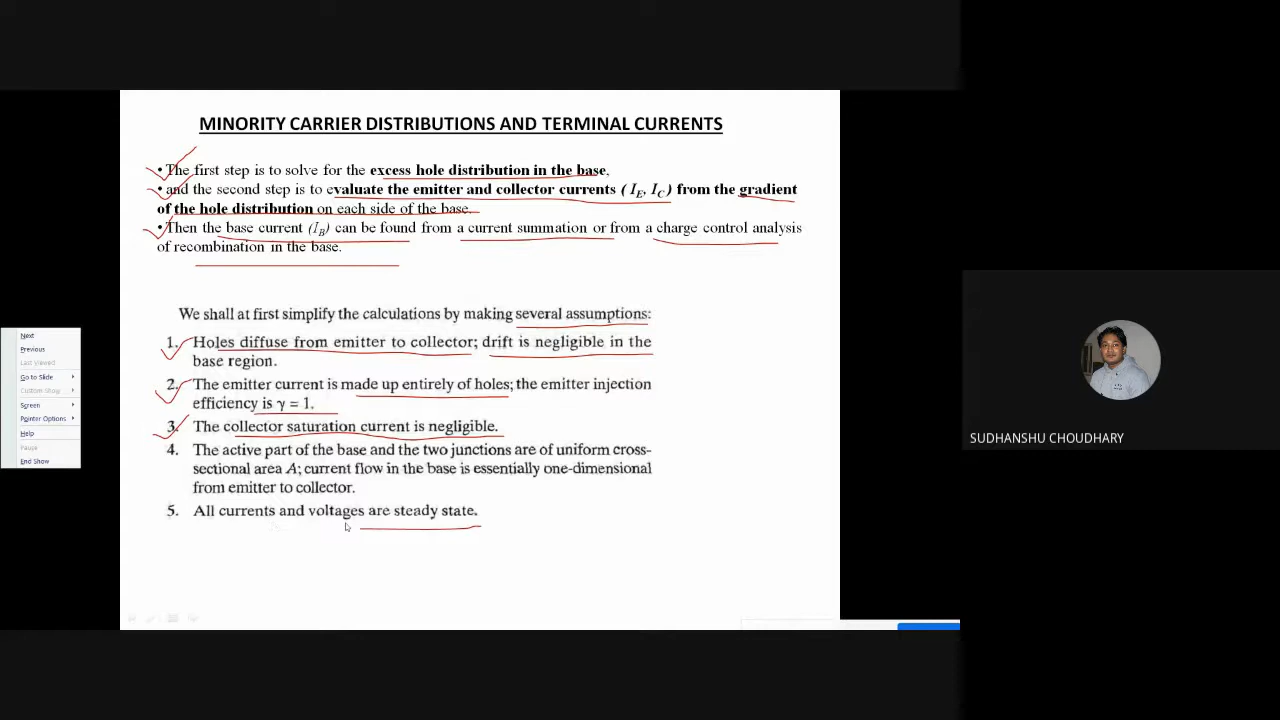 MINORITY CARRIER DISTRIBUTIONS AND TERMINAL CURRENTS
• The first step is to solve for the excess hole distribution in the base,
• and the second step is to evaluate the emitter and collector currents ( IE, IC ) from the gradient
of the hole distribution on each side of the base.
• Then the base current (IB) can be found from a current summation or from a charge control analysis
of recombination in the base.
We shall at first simplify the calculations by making several assumptions:
1. Holes diffuse from emitter to collector; drift is negligible in the
base region.
2. The emitter current is made up entirely of holes; the emitter injection
efficiency is γ = 1.
3. The collector saturation current is negligible.
4. The active part of the base and the two junctions are of uniform cross-
sectional area A; current flow in the base is essentially one-dimensional
from emitter to collector.
5. All currents and voltages are steady state.
Next
Previous
Last Viewed
Go to Slide
Custom Show
Screen
Pointer Options
Help
Pause
End Show
SUDHANSHU CHOUDHARY